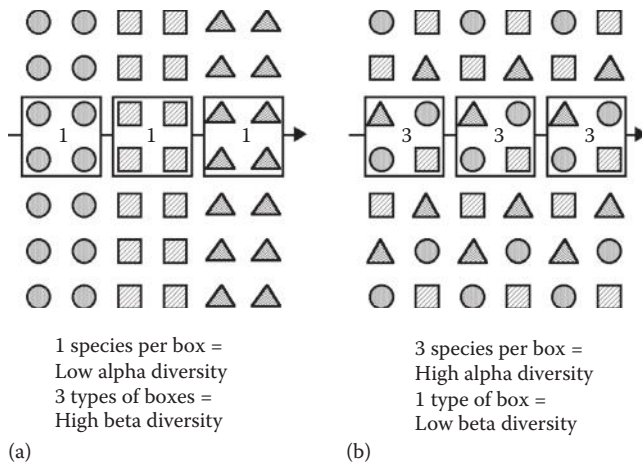 1
1
1
3
3
3
1 species per box =
Low alpha diversity
3 types of boxes =
High beta diversity
(a)
3 species per box =
High alpha diversity
1 type of box =
Low beta diversity
(b)